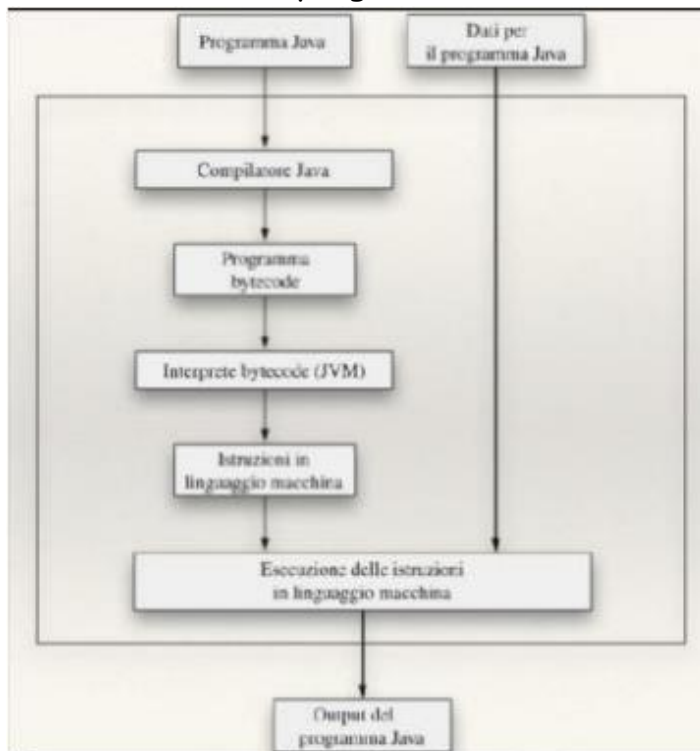 Programma Java
Dati per
il programma Java
Compilatore Java
Programma
bytecode
Interprete bytecode (JVM)
Istruzioni in
linguaggio macchina
Esecuzione delle istruzioni
in linguaggio macchina
Output del
programma Java